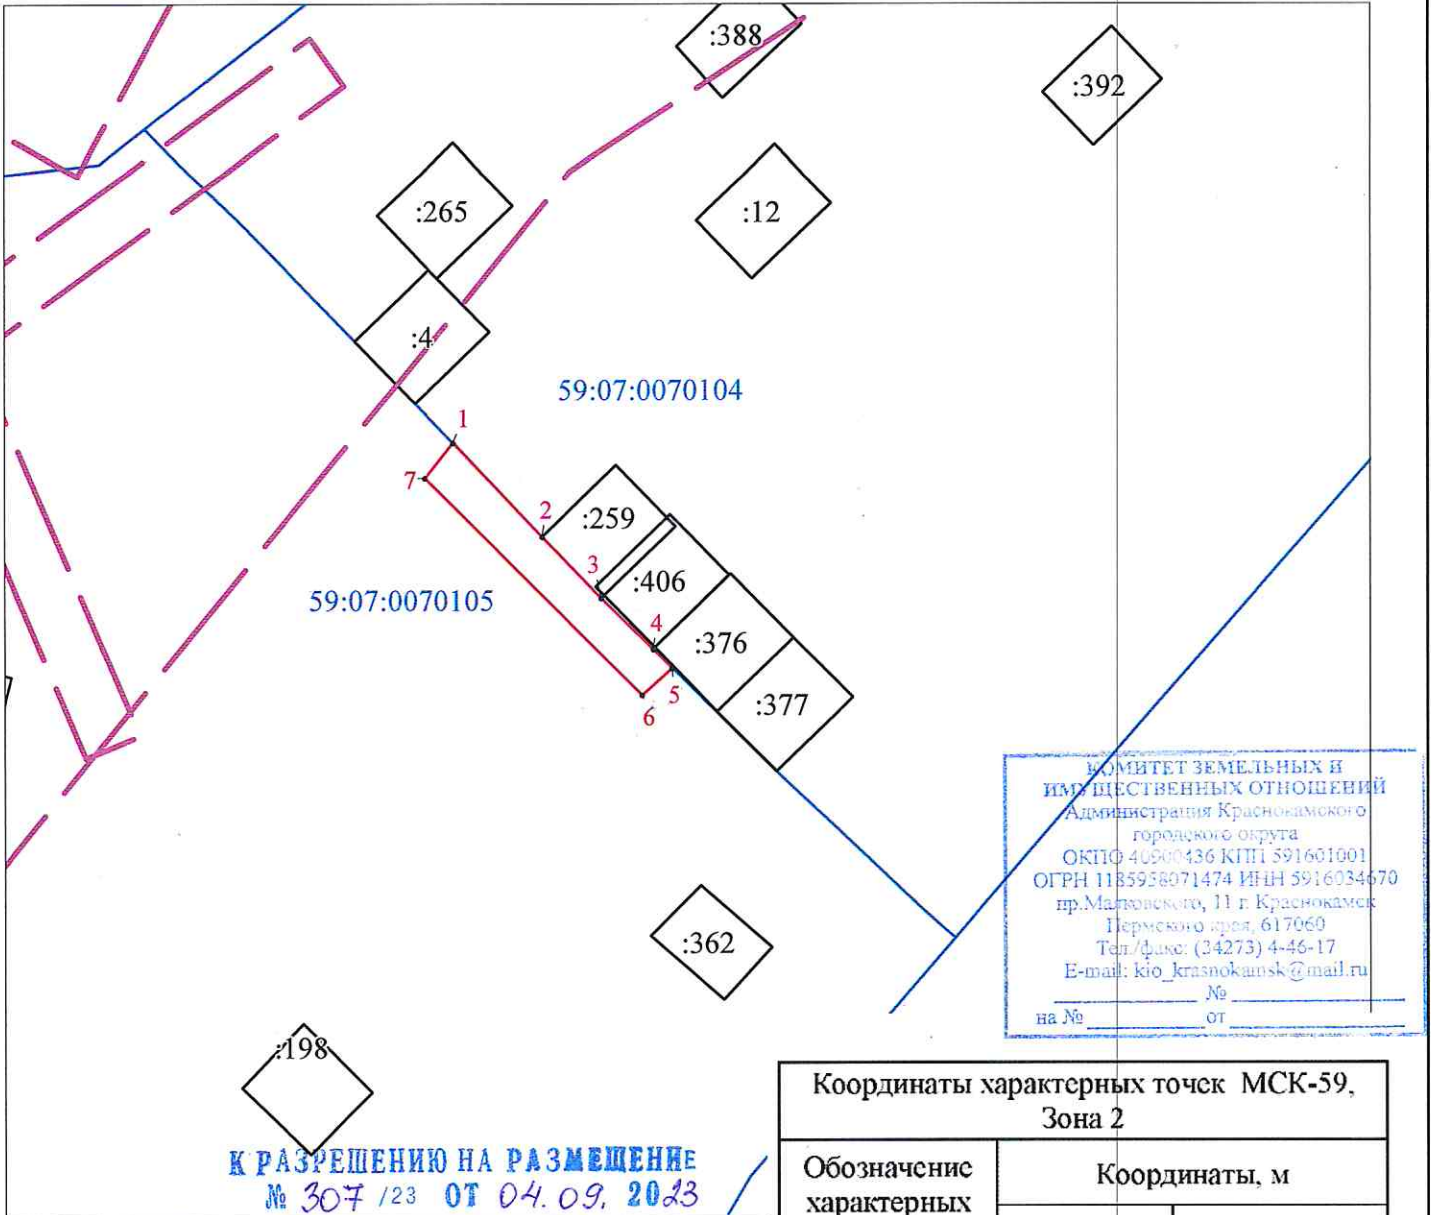 :388
:392
:265
:12
:4
59:07:0070104
1
7
2
:259
3
:406
59:07:0070105
4
:376
5
6
:377
КОМИТЕТ ЗЕМЕЛЬНЫХ И
ИМУЩЕСТВЕННЫХ ОТНОШЕНИЙ
Администрация Краснокамского
городского округа
ОКПО 40900436 КПП 591601001
ОГРН 1185958071474 ИНН 5916034670
пр.Маяковского, 11 г. Краснокамск
Пермского края, 617060
Тел./факс: (34273) 4-46-17
E-mail: kio_krasnokamsk@mail.ru
№
на № от
:362
:198
Координаты характерных точек МСК-59,
Зона 2
К РАЗРЕШЕНИЮ НА РАЗМЕЩЕНИЕ
№ 307 /23 ОТ 04.09. 2023
Обозначение
характерных
Координаты, м